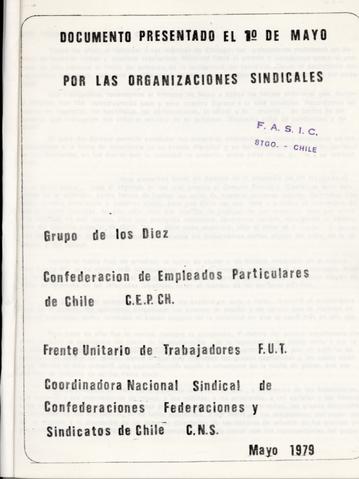 DOCUMENTO PRESENTADO EL 1º DE MAYO
POR LAS ORGANIZACIONES SINDICALES
F. A. S. I. C.
STGO. - CHILE
Grupo de los Diez
Confederacion de Empleados Particulares
de Chile C.E.P.CH.
Frente Unitario de Trabajadores F.U.T.
Coordinadora Nacional Sindical de
Confederaciones Federaciones y
Sindicatos de Chile C.N.S.
Mayo 1979